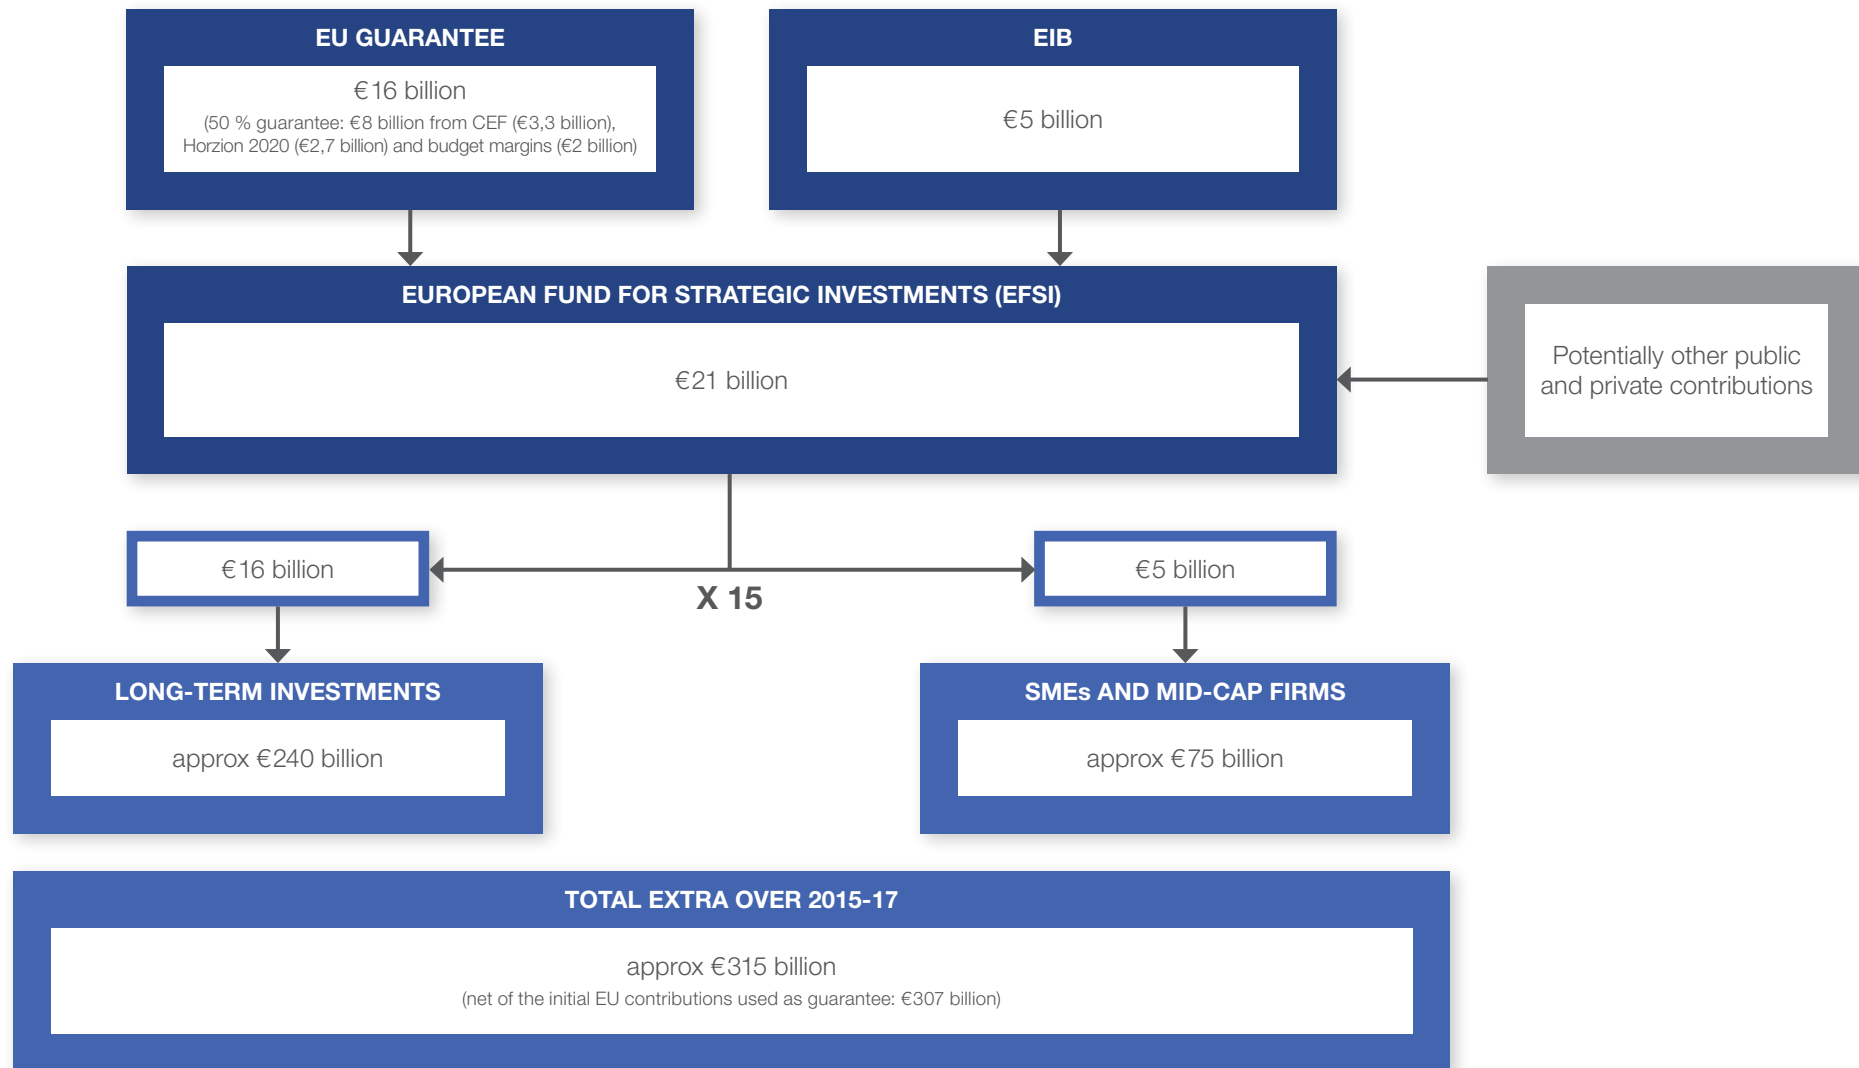 EU GUARANTEE
€16 billion
(50 % guarantee: €8 billion from CEF (€3,3 billion),
Horzion 2020 (€2,7 billion) and budget margins (€2 billion)
EIB
€5 billion
EUROPEAN FUND FOR STRATEGIC INVESTMENTS (EFSI)
€21 billion
Potentially other public
and private contributions
€16 billion
X 15
€5 billion
LONG-TERM INVESTMENTS
approx €240 billion
SMEs AND MID-CAP FIRMS
approx €75 billion
TOTAL EXTRA OVER 2015-17
approx €315 billion
(net of the initial EU contributions used as guarantee: €307 billion)